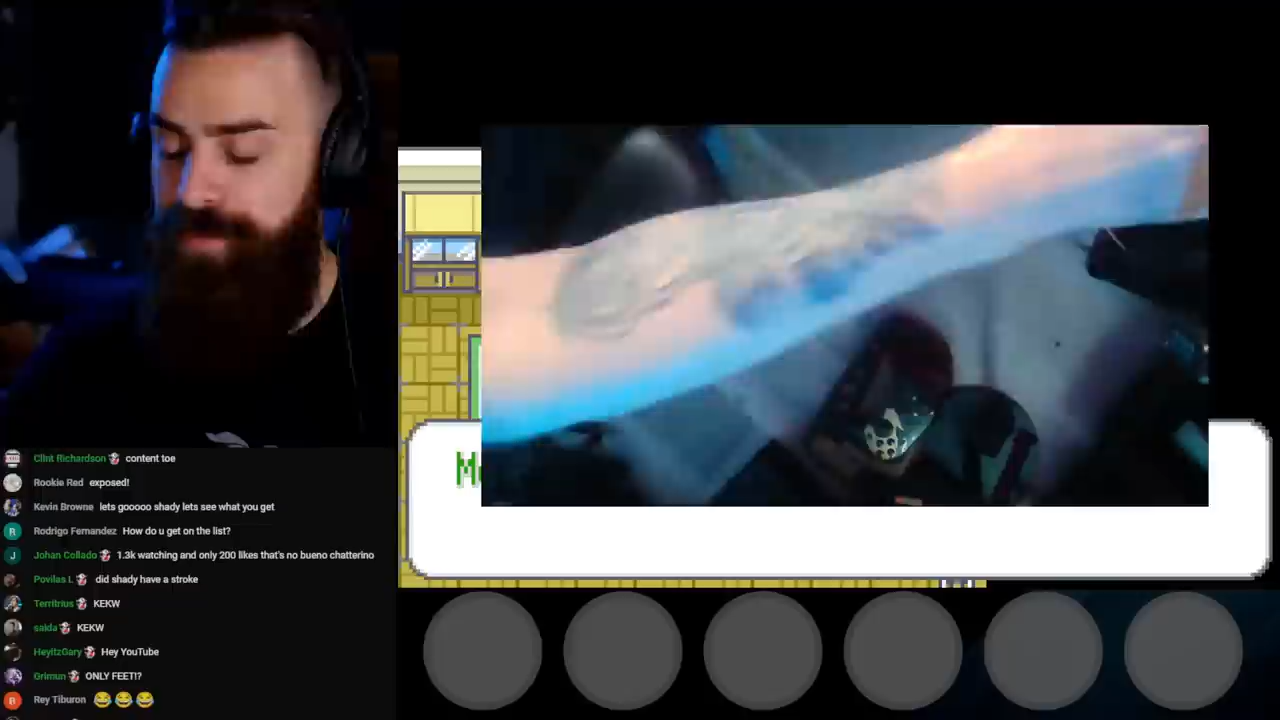 Clint Richardson content toe
Rookie Red exposed!
Kevin Browne lets gooooo shady lets see what you get
Rodrigo Fernandez How do u get on the list?
Johan Collado 1.3k watching and only 200 likes that's no bueno chatterino
Povilas I. did shady have a stroke
Territrius KEKW
salda KEKW
HeyitzGary Hey YouTube
Grimun ONLY FEET!?
Rey Tiburon 😂😂😂